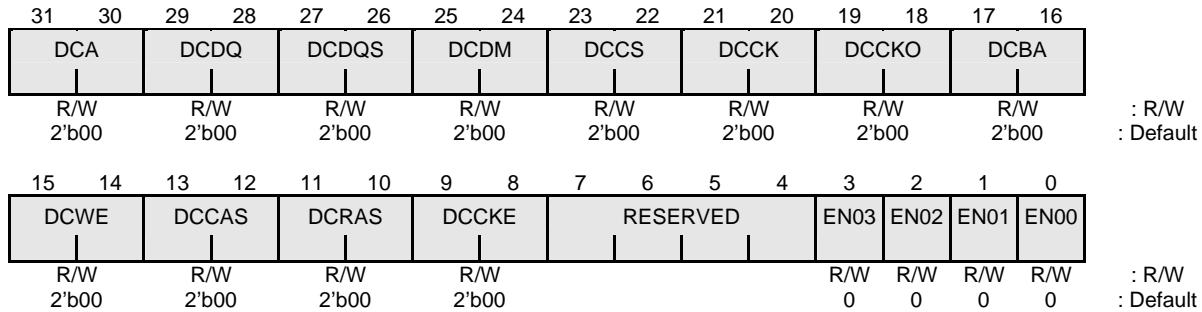 31 30 29 28 27 26 25 24 23 22 21 20 19 18 17 16
DCA DCDQ DCDQS DCDM DCCS DCCK DCCKO DCBA
R/W R/W R/W R/W R/W R/W R/W R/W : R/W
2’b00 2’b00 2’b00 2’b00 2’b00 2’b00 2’b00 2’b00 : Default
15 14 13 12 11 10 9 8 7 6 5 4 3 2 1 0
DCWE DCCAS DCRAS DCCKE RESERVED EN03 EN02 EN01 EN00
R/W R/W R/W R/W R/W R/W R/W R/W : R/W
2’b00 2’b00 2’b00 2’b00 0 0 0 0 : Default